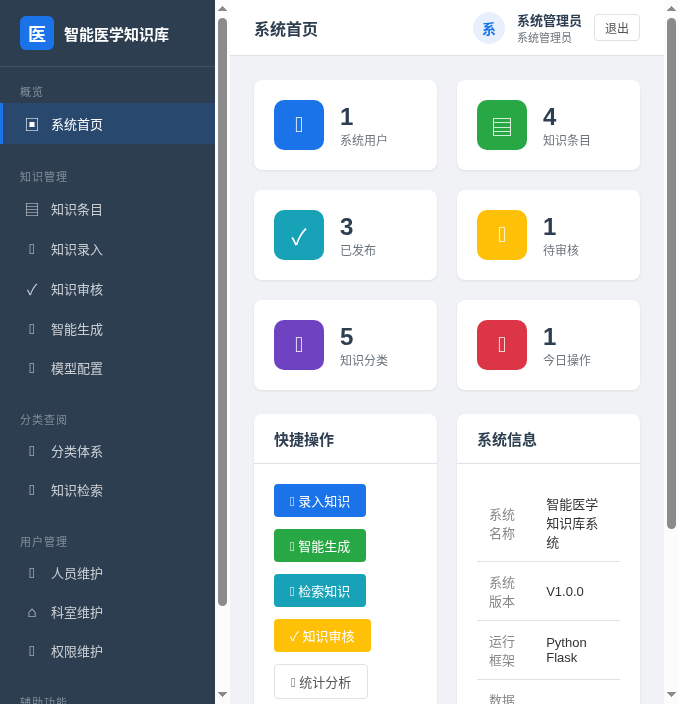 医 智能医学知识库
概览
系统首页
知识管理
知识条目
知识录入
✓ 知识审核
智能生成
模型配置
分类查阅
分类体系
知识检索
用户管理
人员维护
科室维护
权限维护
辅助功能
系统首页
系
系统管理员
系统管理员
退出
1
系统用户
4
知识条目
3
已发布
1
待审核
5
知识分类
1
今日操作
快捷操作
录入知识
智能生成
检索知识
✓ 知识审核
统计分析
系统信息
系统
名称
智能医学
知识库系
统
系统
版本
V1.0.0
运行
框架
Python
Flask
数据